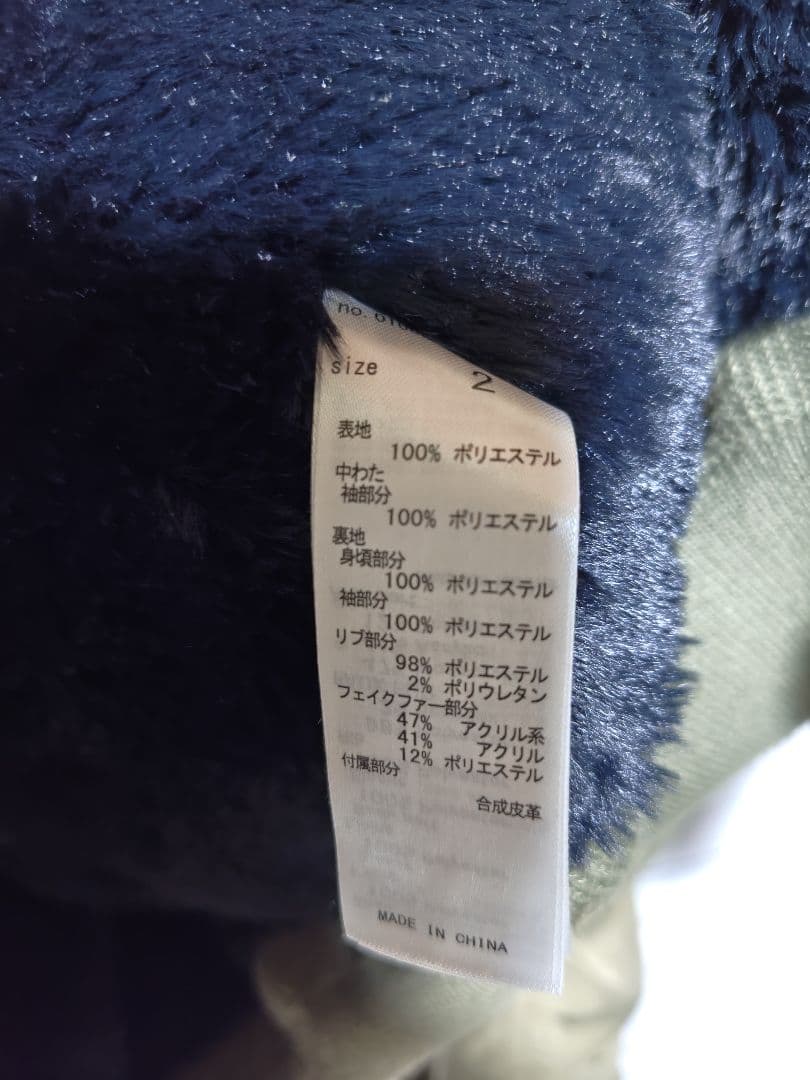 no. 616
size 2
表地
100% ポリエステル
中わた
袖部分
100% ポリエステル
裏地
身頃部分
100% ポリエステル
袖部分
100% ポリエステル
リブ部分
98% ポリエステル
2% ポリウレタン
フェイクファー部分
47% アクリル系
41% アクリル
12% ポリエステル
付属部分
合成皮革
MADE IN CHINA